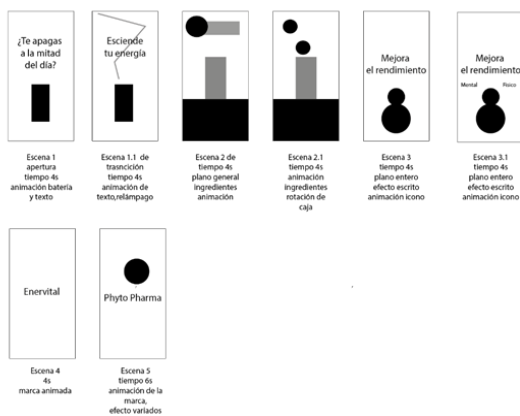 ¿Te apagas
a la mitad
del día?
Esciende
tu energía
Mejora
el rendimiento
Mejora
el rendimiento
Mental
Físico
Escena 1
apertura
tiempo 4s
animación batería
y texto
Escena 1.1 de
trascnición
tiempo 4s
animación de
texto,relámpago
Escena 2 de
tiempo 4s
plano general
ingredientes
animación
Escena 2.1
tiempo 4s
animación
ingredientes
rotación de
caja
Escena 3
tiempo 4s
plano entero
efecto escrito
animación icono
Escena 3.1
tiempo 4s
plano entero
efecto escrito
animación icono
Enervital
Phyto Pharma
Escena 4
4s
marca animada
Escena 5
tiempo 6s
animación de la
marca,
efecto variados